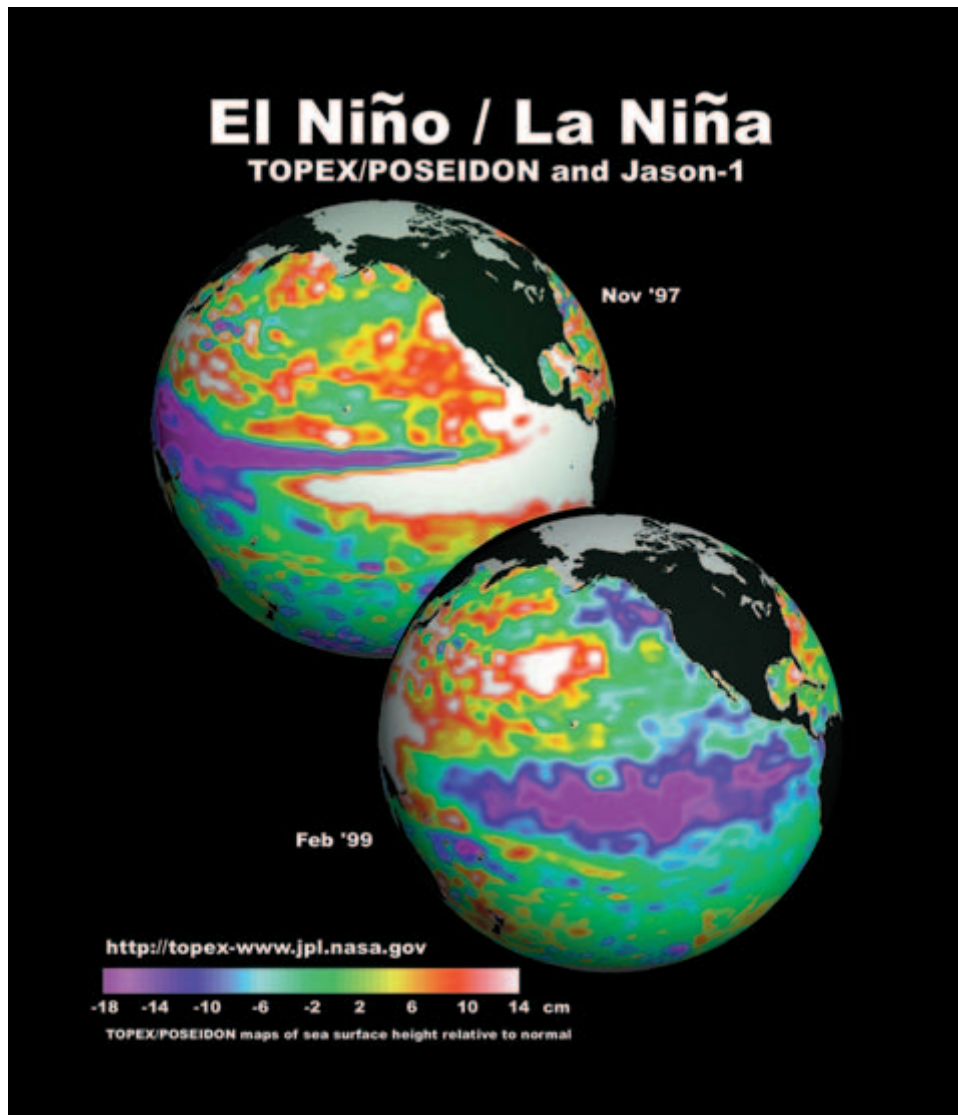 El Niño / La Niña
TOPEX/POSEIDON and Jason-1
Nov '97
Feb '99
http://topex-www.jpl.nasa.gov
-18 -14 -10 -6 -2 2 6 10 14 cm
TOPEX/POSEIDON maps of sea surface height relative to normal